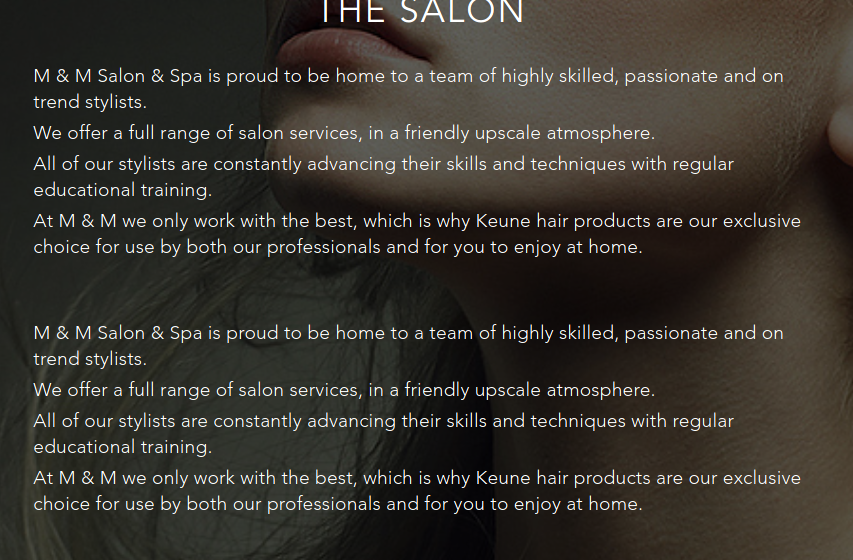 THE SALON
M & M Salon & Spa is proud to be home to a team of highly skilled, passionate and on
trend stylists.
We offer a full range of salon services, in a friendly upscale atmosphere.
All of our stylists are constantly advancing their skills and techniques with regular
educational training.
At M & M we only work with the best, which is why Keune hair products are our exclusive
choice for use by both our professionals and for you to enjoy at home.
M & M Salon & Spa is proud to be home to a team of highly skilled, passionate and on
trend stylists.
We offer a full range of salon services, in a friendly upscale atmosphere.
All of our stylists are constantly advancing their skills and techniques with regular
educational training.
At M & M we only work with the best, which is why Keune hair products are our exclusive
choice for use by both our professionals and for you to enjoy at home.